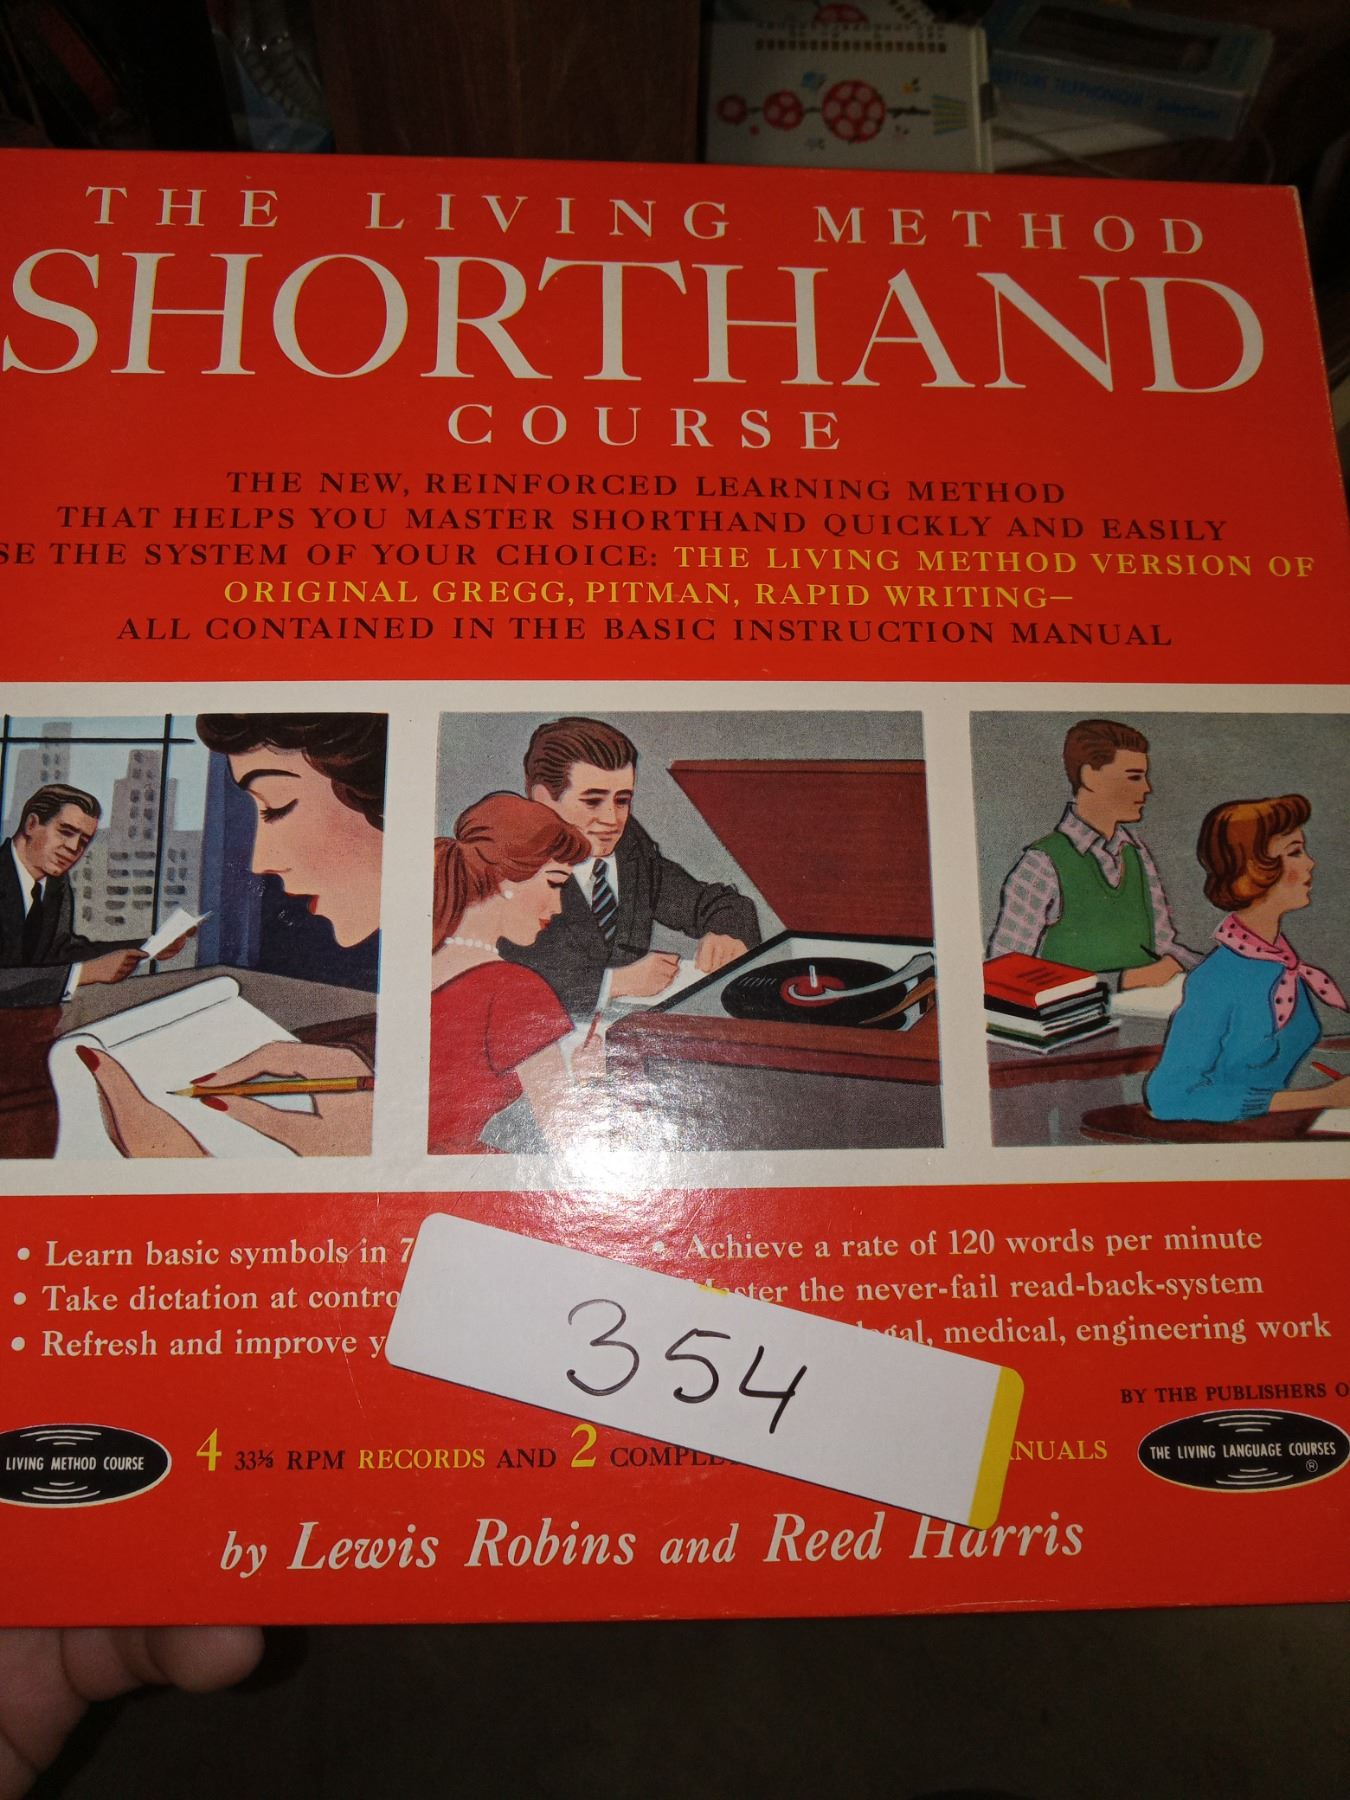 THE LIVING METHOD
SHORTHAND
COURSE
THE NEW, REINFORCED LEARNING METHOD
THAT HELPS YOU MASTER SHORTHAND QUICKLY AND EASILY
THE SYSTEM OF YOUR CHOICE: THE LIVING METHOD VERSION OF
ORIGINAL GREGG, PITMAN, RAPID WRITING—
ALL CONTAINED IN THE BASIC INSTRUCTION MANUAL
• Learn basic symbols in 7
• Take dictation at
• Refresh and improve
• Achieve a rate of 120 words per minute
the never-fail read-back-system
medical, engineering work
354
BY THE PUBLISHERS
LIVING METHOD COURSE
4 33⅓ RPM RECORDS AND 2
THE LIVING LANGUAGE COURSES
®
by Lewis Robins and Reed Harris